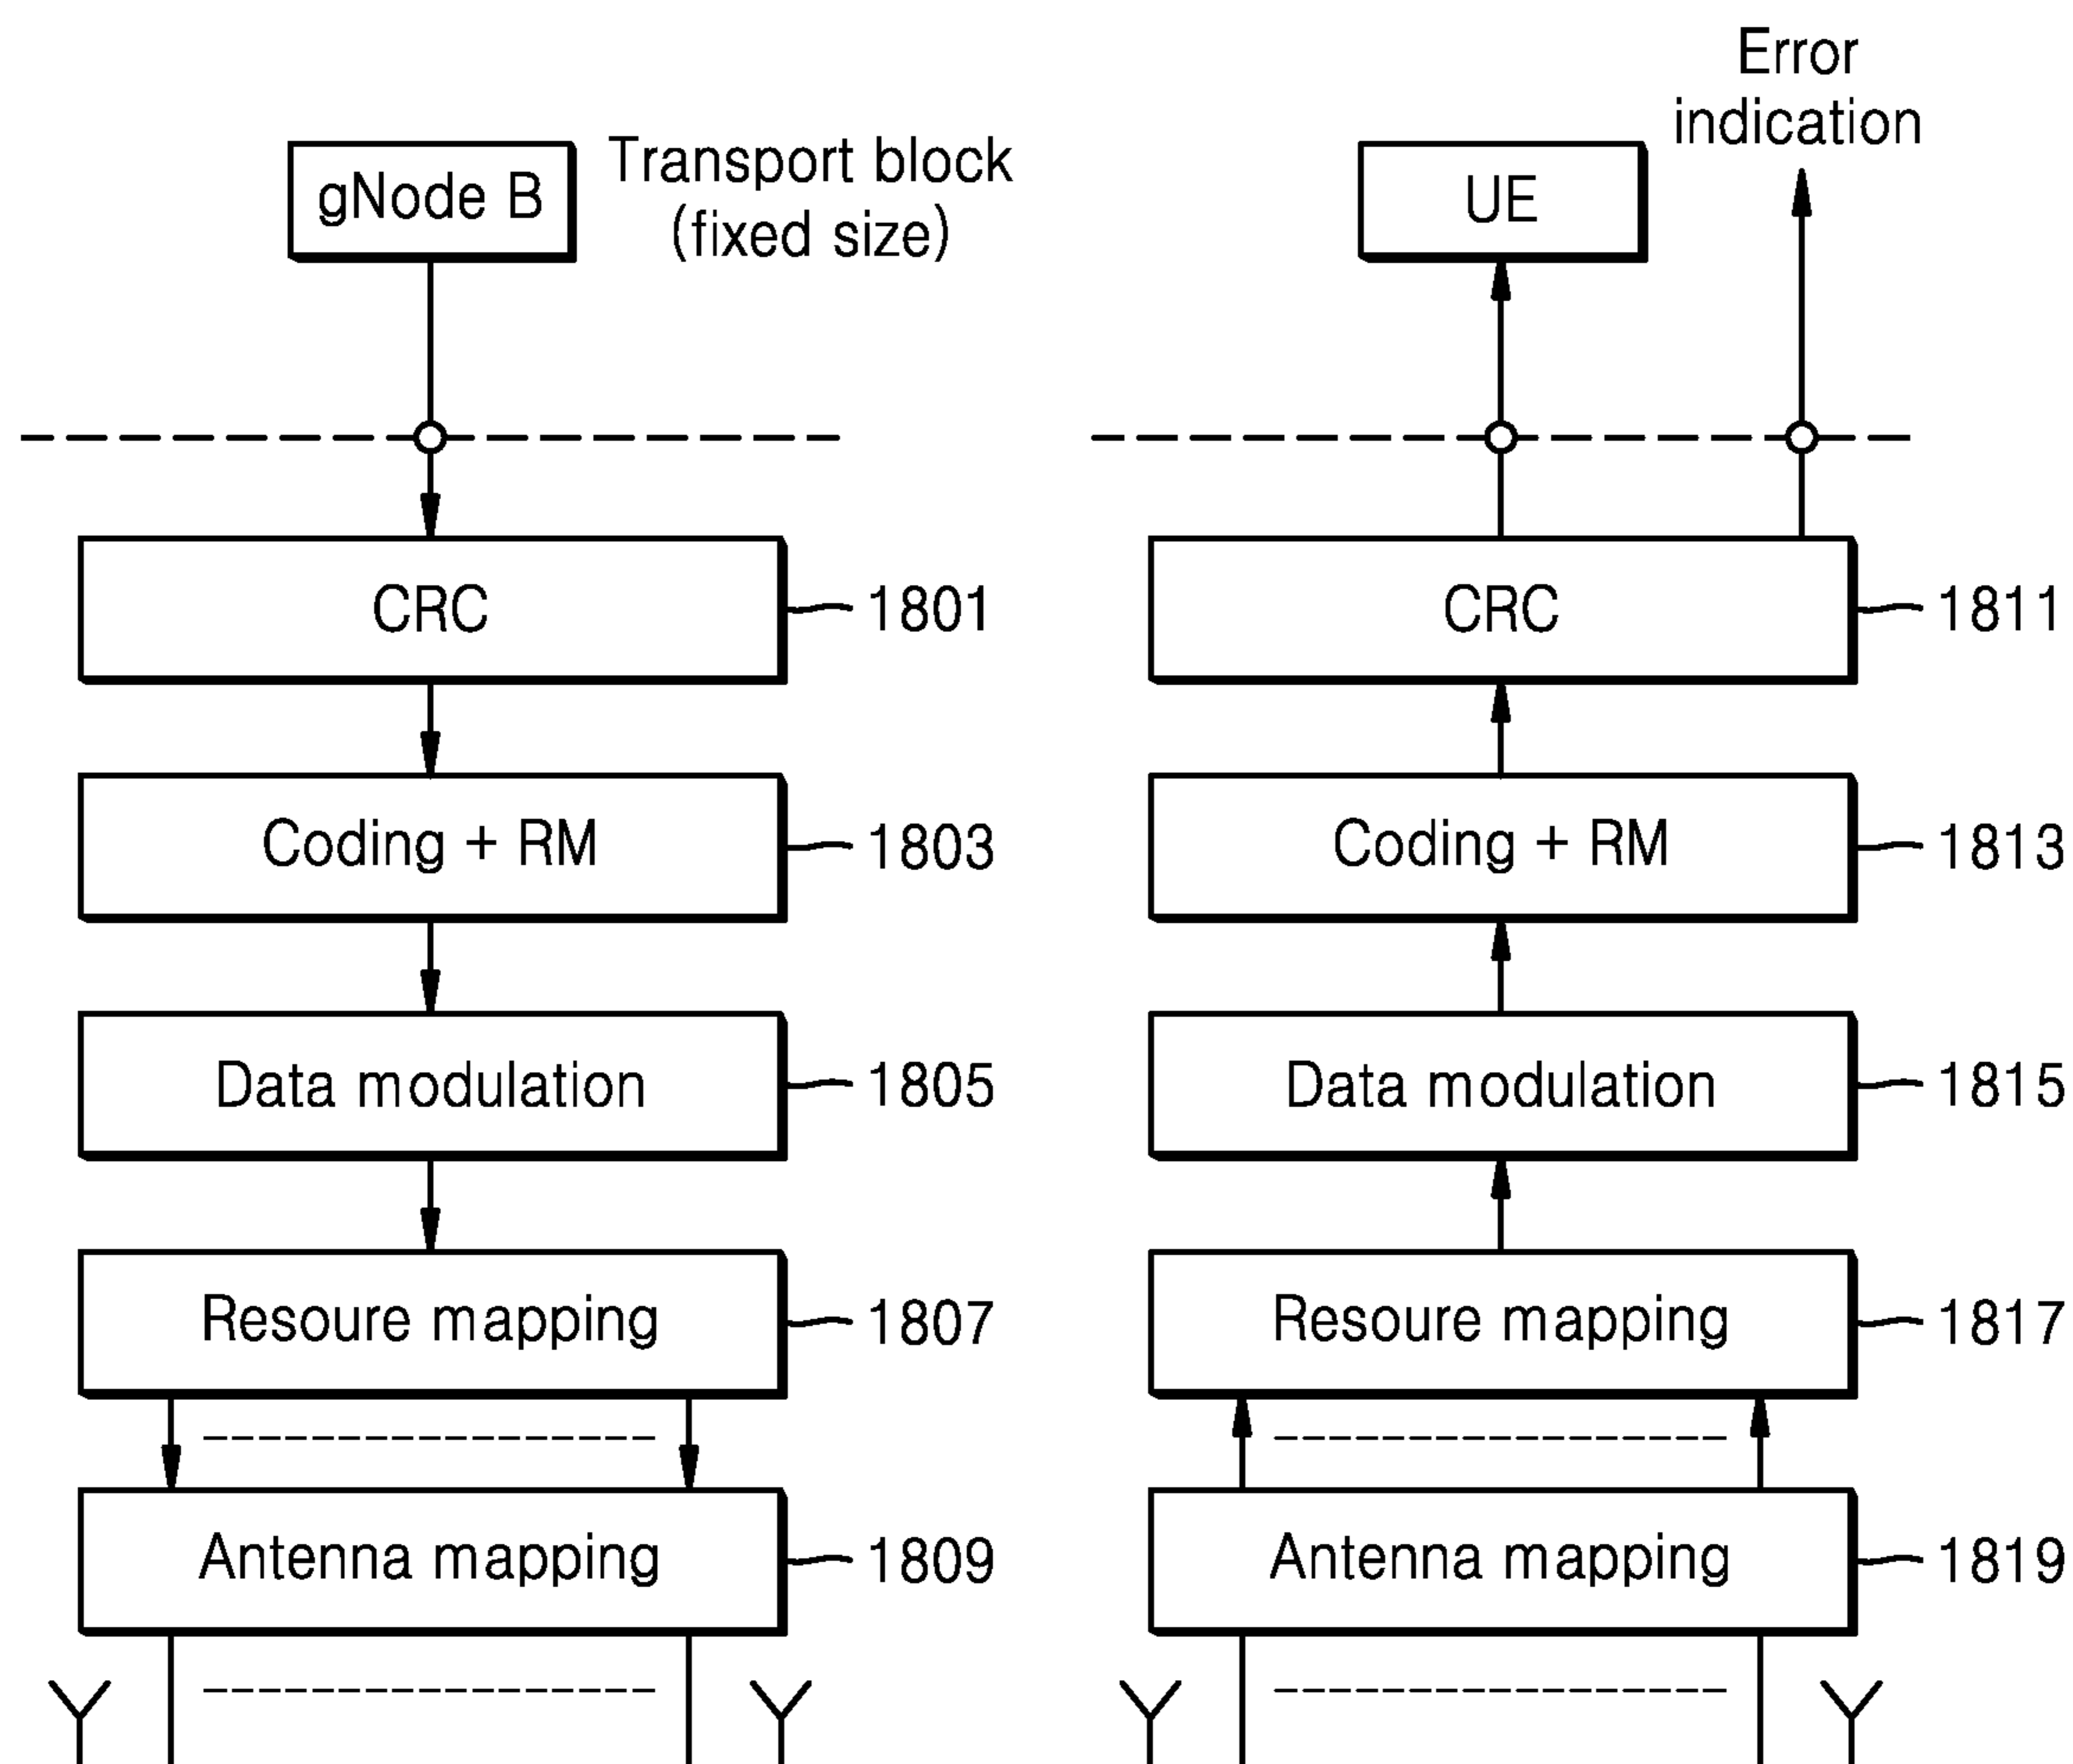 gNode B
Transport block
(fixed size)
CRC
1801
Coding + RM
1803
Data modulation
1805
Resoure mapping
1807
Antenna mapping
1809
Error
indication
UE
CRC
1811
Coding + RM
1813
Data modulation
1815
Resoure mapping
1817
Antenna mapping
1819